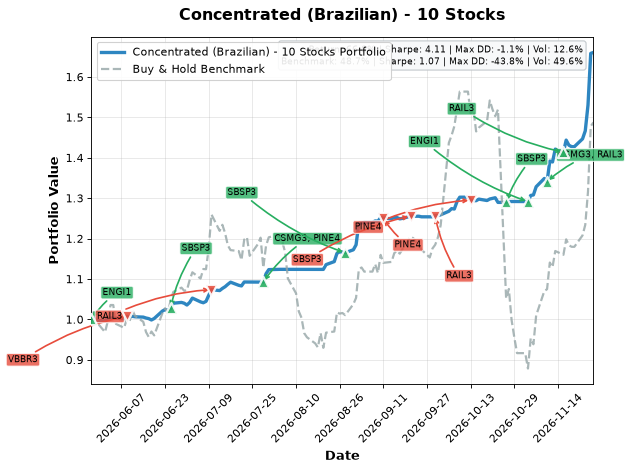 Concentrated (Brazilian) - 10 Stocks
Concentrated (Brazilian) - 10 Stocks Portfolio
Buy & Hold Benchmark
Sharpe: 4.11 | Max DD: -1.1% | Vol: 12.6%
Benchmark: 48.7% | Sharpe: 1.07 | Max DD: -43.8% | Vol: 49.6%
Portfolio Value
1.6
1.5
1.4
1.3
1.2
1.1
1.0
0.9
RAIL3
ENGI1
SBSP3
CSMG3, RAIL3
SBSP3
PINE4
CSMG3, PINE4
PINE4
SBSP3
SBSP3
RAIL3
ENGI1
RAIL3
VBBR3
2026-06-07
2026-06-23
2026-07-09
2026-07-25
2026-08-10
2026-08-26
2026-09-11
2026-09-27
2026-10-13
2026-10-29
2026-11-14
Date